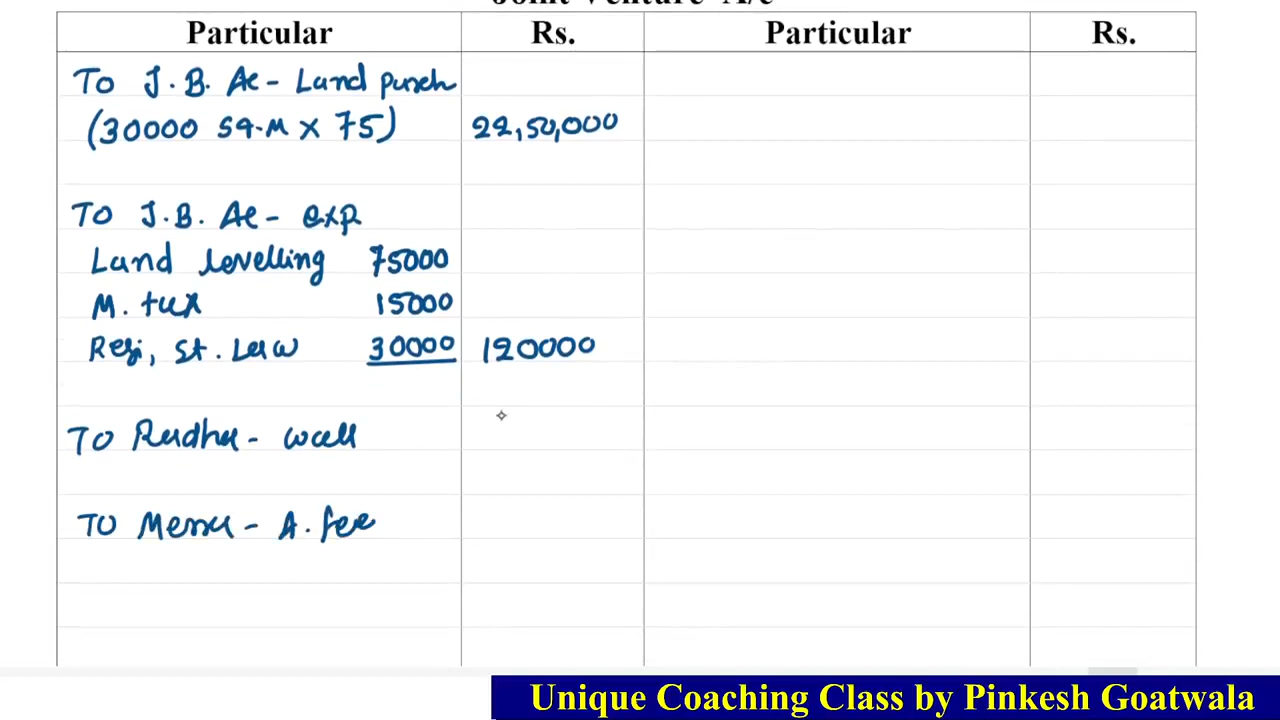 Joint Venture A/c
Particular Rs. Particular Rs.
To J.B. Ac - Land purch
(30000 sq.M X 75) 22,50,000
To J.B. Ac - exp
Land levelling 75000
M. tax 15000
Regi, St. Law 30000 120000
To Radha - wall
To Meera - A. fee
Unique Coaching Class by Pinkesh Goatwala